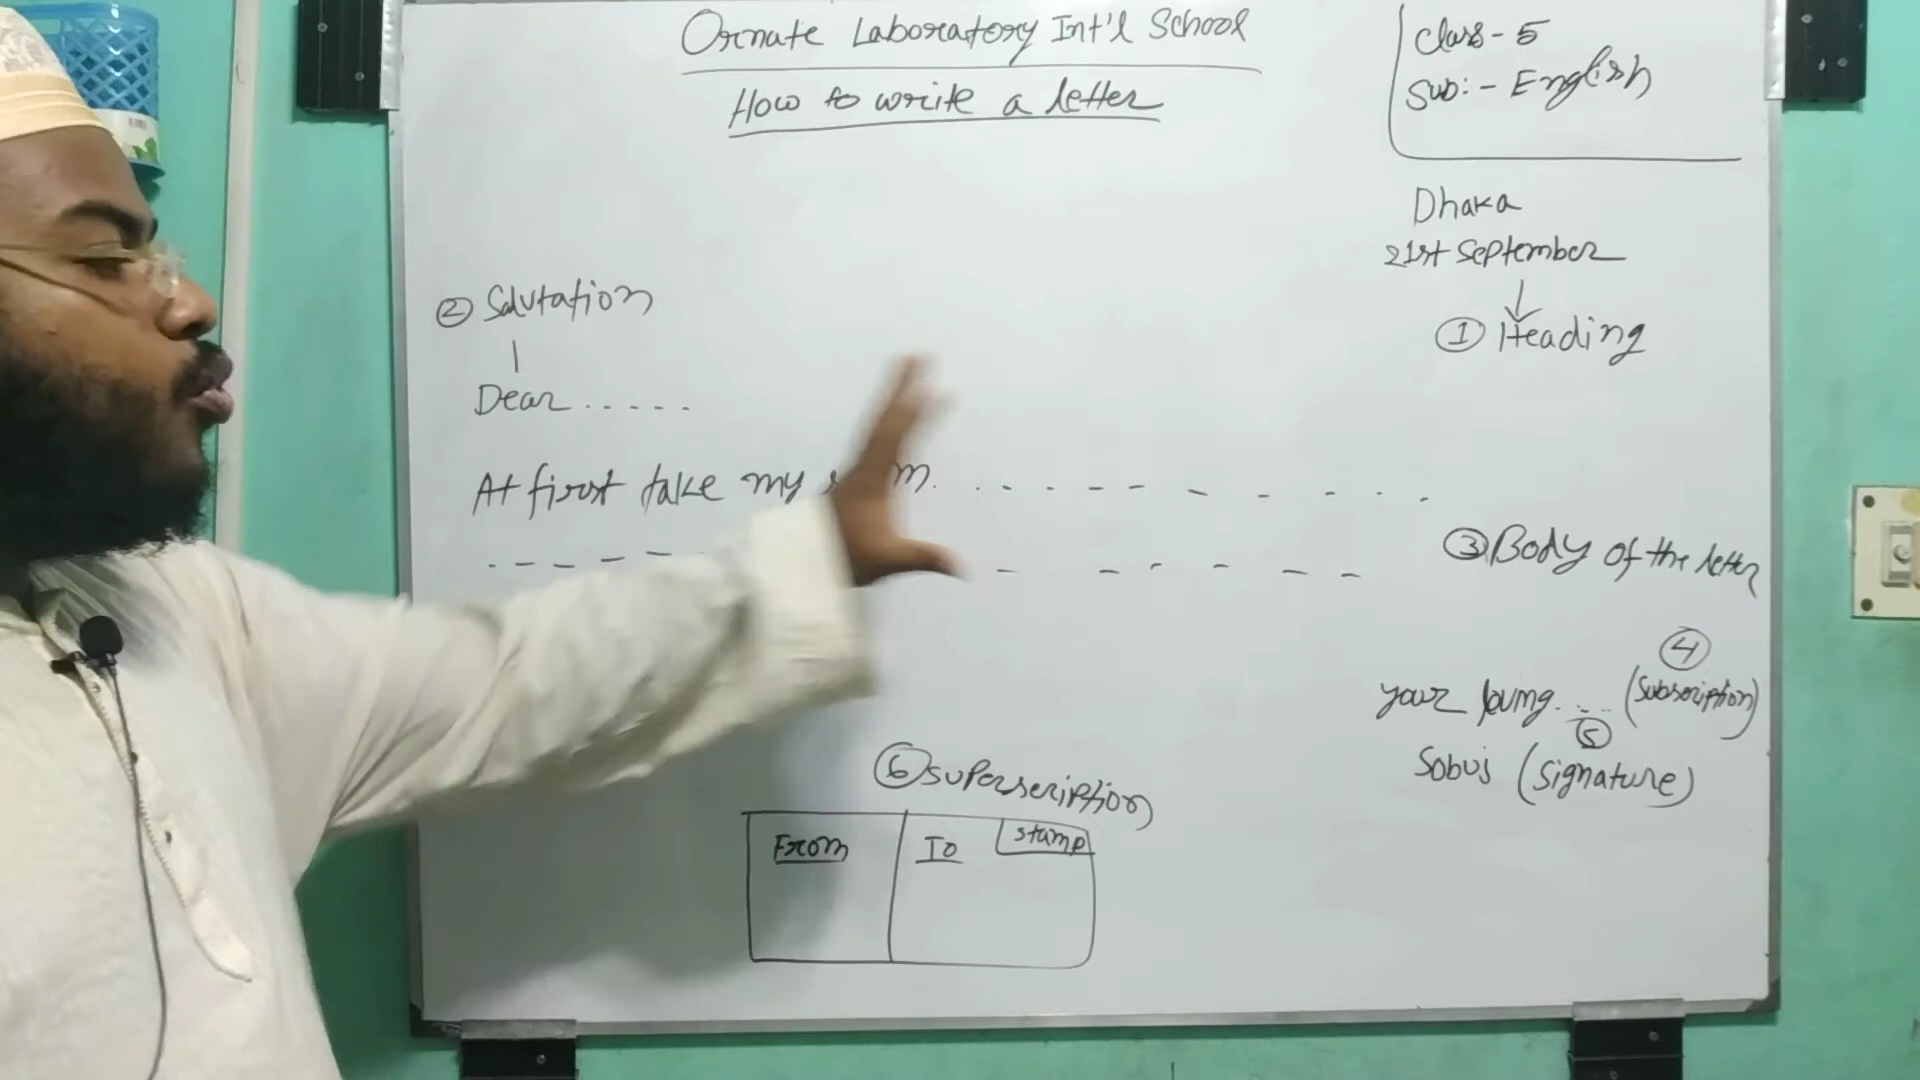 Ornate Laboratory Int'l School
How to write a letter
Class - 5
Sub: - English
Dhaka
21st September
① Heading
② Salutation
Dear . . . . .
At first take my
③ Body of the letter
④
your loving. . . . (Subscription)
⑤
Sobuj (Signature)
⑥ Superscription
From
To
Stamp